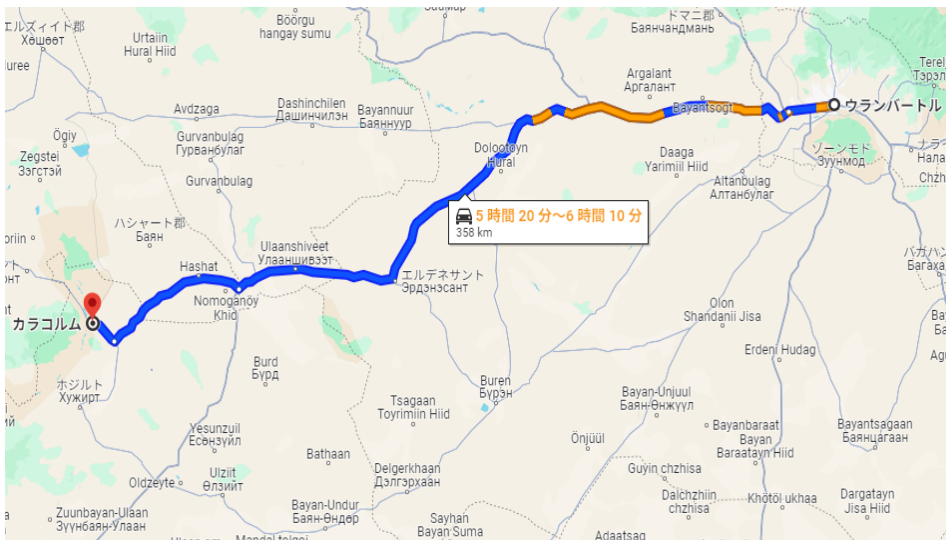 ドマニ郡
Баянчандмань
エルズィイト郡
Хөшөөт
Urtaiin
Hural Hiid
Böörgu
hangay sumu
Argalant
Аргалант
Avdzaga
Dashinchilen
Дашинчилэн
Bayannuur
Баяннуур
Bayantsogt
ウランバートル
Ögiy
Gurvanbulag
Гурванбулаг
Dolootoyn
Hural
Daaga
Yarimiil Hiid
ゾーンモド
Зуунмод
Zegstei
Зэгстэй
Gurvanbulag
Altanbulag
Алтанбулаг
5 時間 20 分～6 時間 10 分
358 km
ハシャート郡
Баян
Ulaanshiveet
Улаанширвээт
Hashat
エルデネサント
Эрдэнэсант
Nomoganöy
Khid
カラコルム
Olon
Shandanii Jisa
Erdeni Hudag
Burd
Бүрд
ホジルト
Хужирт
Buren
Бүрэн
Tsagaan
Toyrimiin Hiid
Bayan-Unjuul
Баян-Өнжүүл
Bayanbaraat
Баян
Baraatyn Hiid
Bayantsagaan
Баянцагаан
Yesunzuil
Есөнзүйл
Önjüül
Bathaan
Oldzeyte
Ulziit
Өлзийт
Delgerkhaan
Дэлгэрхаан
Guyin chzhisa
Dalchzhiin
chzhisa
Khötöl ukhaa
Dargatayn
Jisa Hiid
Zuunbayan-Ulaan
Зүүнбаян-Улаан
Bayan-Undur
Баян-Өндөр
Sayhan
Bayan Suma
Adaatsag